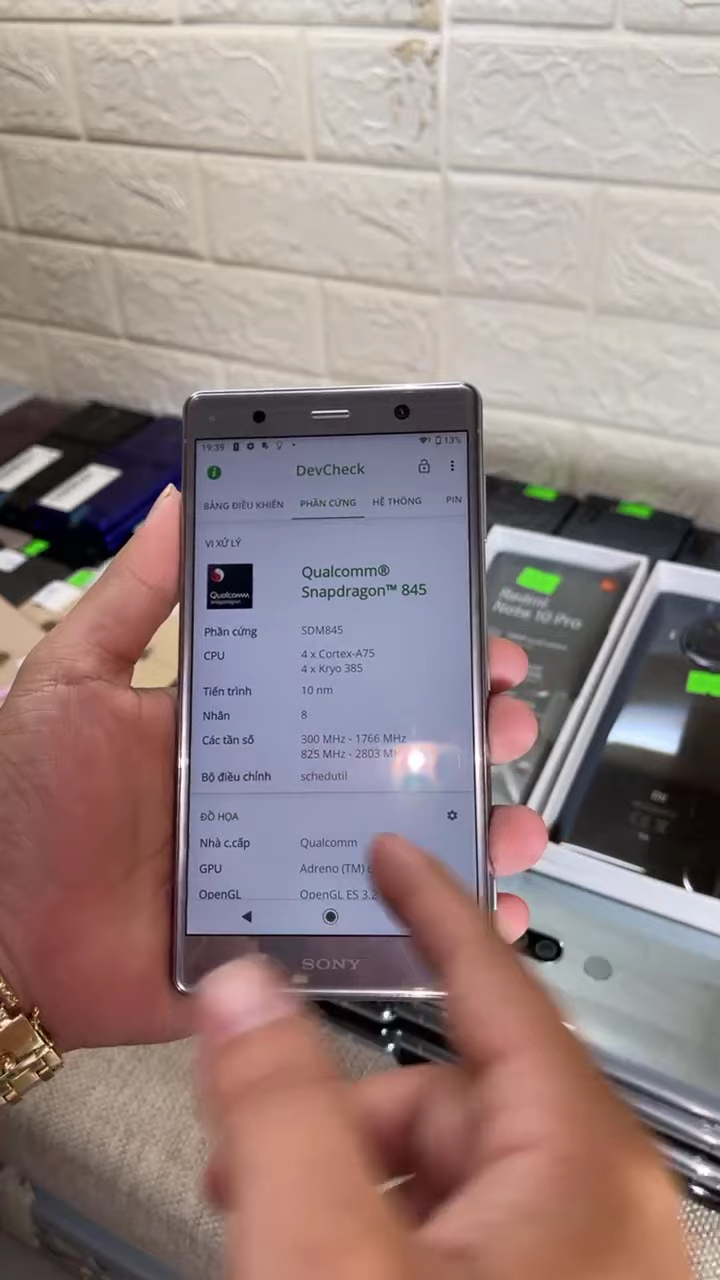 19:39
13%
DevCheck
BẢNG ĐIỀU KHIỂN PHẦN CỨNG HỆ THỐNG PIN
VI XỬ LÝ
Qualcomm
snapdragon
Qualcomm®
Snapdragon™ 845
Phần cứng SDM845
CPU 4 x Cortex-A75
4 x Kryo 385
Tiến trình 10 nm
Nhân 8
Các tần số 300 MHz - 1766 MHz
825 MHz - 2803 M
Bộ điều chỉnh schedutil
ĐỒ HỌA
Nhà c.cấp Qualcomm
GPU Adreno (TM)
OpenGL OpenGL ES 3.2
SONY
Redmi
Note 10 Pro